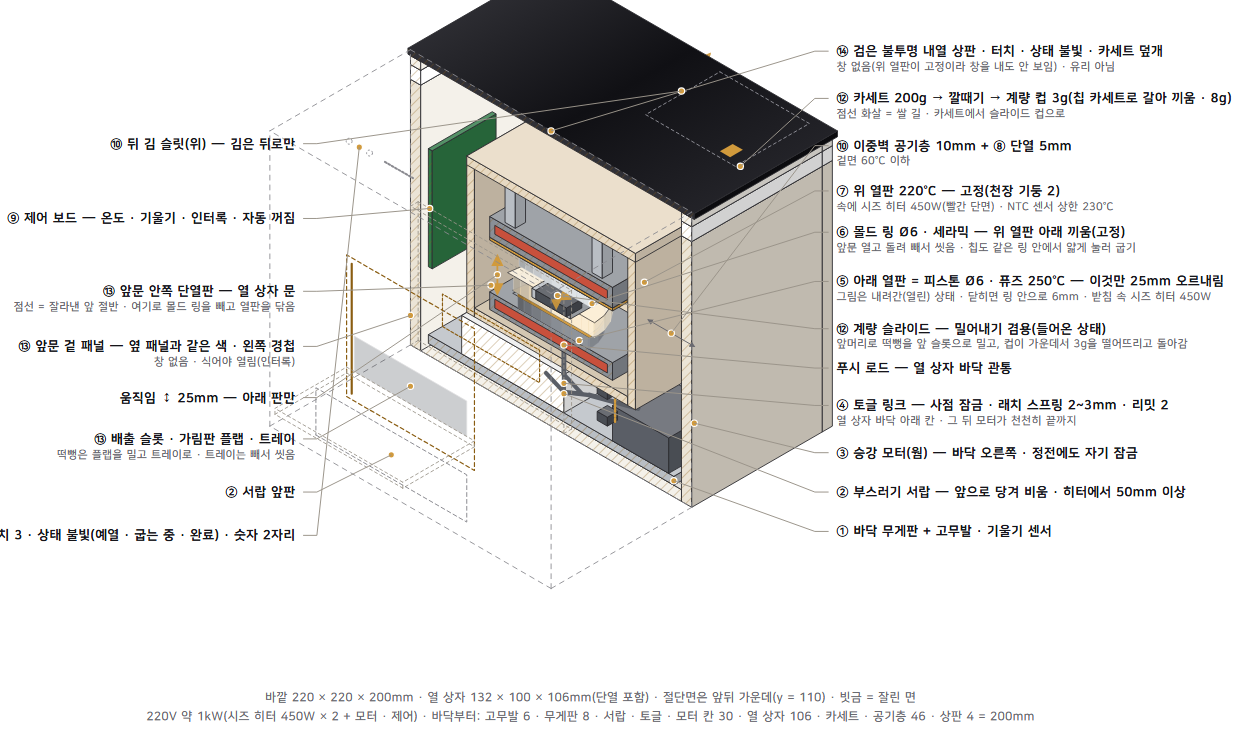 ⑩ 뒤 김 슬릿(위) — 김은 뒤로만
⑨ 제어 보드 — 온도 · 기울기 · 인터록 · 자동 꺼짐
⑬ 앞문 안쪽 단열판 — 열 상자 문
점선 = 잘라낸 앞 절반 · 여기로 몰드 링을 빼고 열판을 닦음
⑬ 앞문 겉 패널 — 옆 패널과 같은 색 · 왼쪽 경첩
창 없음 · 식어야 열림(인터록)
움직임 ↕ 25mm — 아래 판만
⑬ 배출 슬롯 · 가림판 플랩 · 트레이
떡뻥은 플랩을 밀고 트레이로 · 트레이는 빼서 씻음
② 서랍 앞판
치 3 · 상태 불빛(예열 · 굽는 중 · 완료) · 숫자 2자리
⑭ 검은 불투명 내열 상판 · 터치 · 상태 불빛 · 카세트 덮개
창 없음(위 열판이 고정이라 창을 내도 안 보임) · 유리 아님
⑫ 카세트 200g → 깔때기 → 계량 컵 3g(칩 카세트로 갈아 끼움 · 8g)
점선 화살 = 쌀 길 · 카세트에서 슬라이드 컵으로
⑩ 이중벽 공기층 10mm + ⑧ 단열 5mm
겉면 60°C 이하
⑦ 위 열판 220°C — 고정(천장 기둥 2)
속에 시즈 히터 450W(빨간 단면) · NTC 센서 상한 230°C
⑥ 몰드 링 Ø6 · 세라믹 — 위 열판 아래 끼움(고정)
앞문 열고 돌려 빼서 씻음 · 칩도 같은 링 안에서 얇게 눌러 굽기
⑤ 아래 열판 = 피스톤 Ø6 · 퓨즈 250°C — 이것만 25mm 오르내림
그림은 내려간(열린) 상태 · 닫히면 링 안으로 6mm · 받침 속 시즈 히터 450W
⑫ 계량 슬라이드 — 밀어내기 겸용(들어온 상태)
앞머리로 떡뻥을 앞 슬롯으로 밀고, 컵이 가운데서 3g을 떨어뜨리고 돌아감
푸시 로드 — 열 상자 바닥 관통
④ 토글 링크 — 사점 잠금 · 래치 스프링 2~3mm · 리밋 2
열 상자 바닥 아래 칸 · 그 뒤 모터가 천천히 끝까지
③ 승강 모터(웜) — 바닥 오른쪽 · 정전에도 자기 잠금
② 부스러기 서랍 — 앞으로 당겨 비움 · 히터에서 50mm 이상
① 바닥 무게판 + 고무발 · 기울기 센서
바깥 220 × 220 × 200mm · 열 상자 132 × 100 × 106mm(단열 포함) · 절단면은 앞뒤 가운데(y = 110) · 빗금 = 잘린 면
220V 약 1kW(시즈 히터 450W × 2 + 모터 · 제어) · 바닥부터: 고무발 6 · 무게판 8 · 서랍 · 토글 · 모터 칸 30 · 열 상자 106 · 카세트 · 공기층 46 · 상판 4 = 200mm